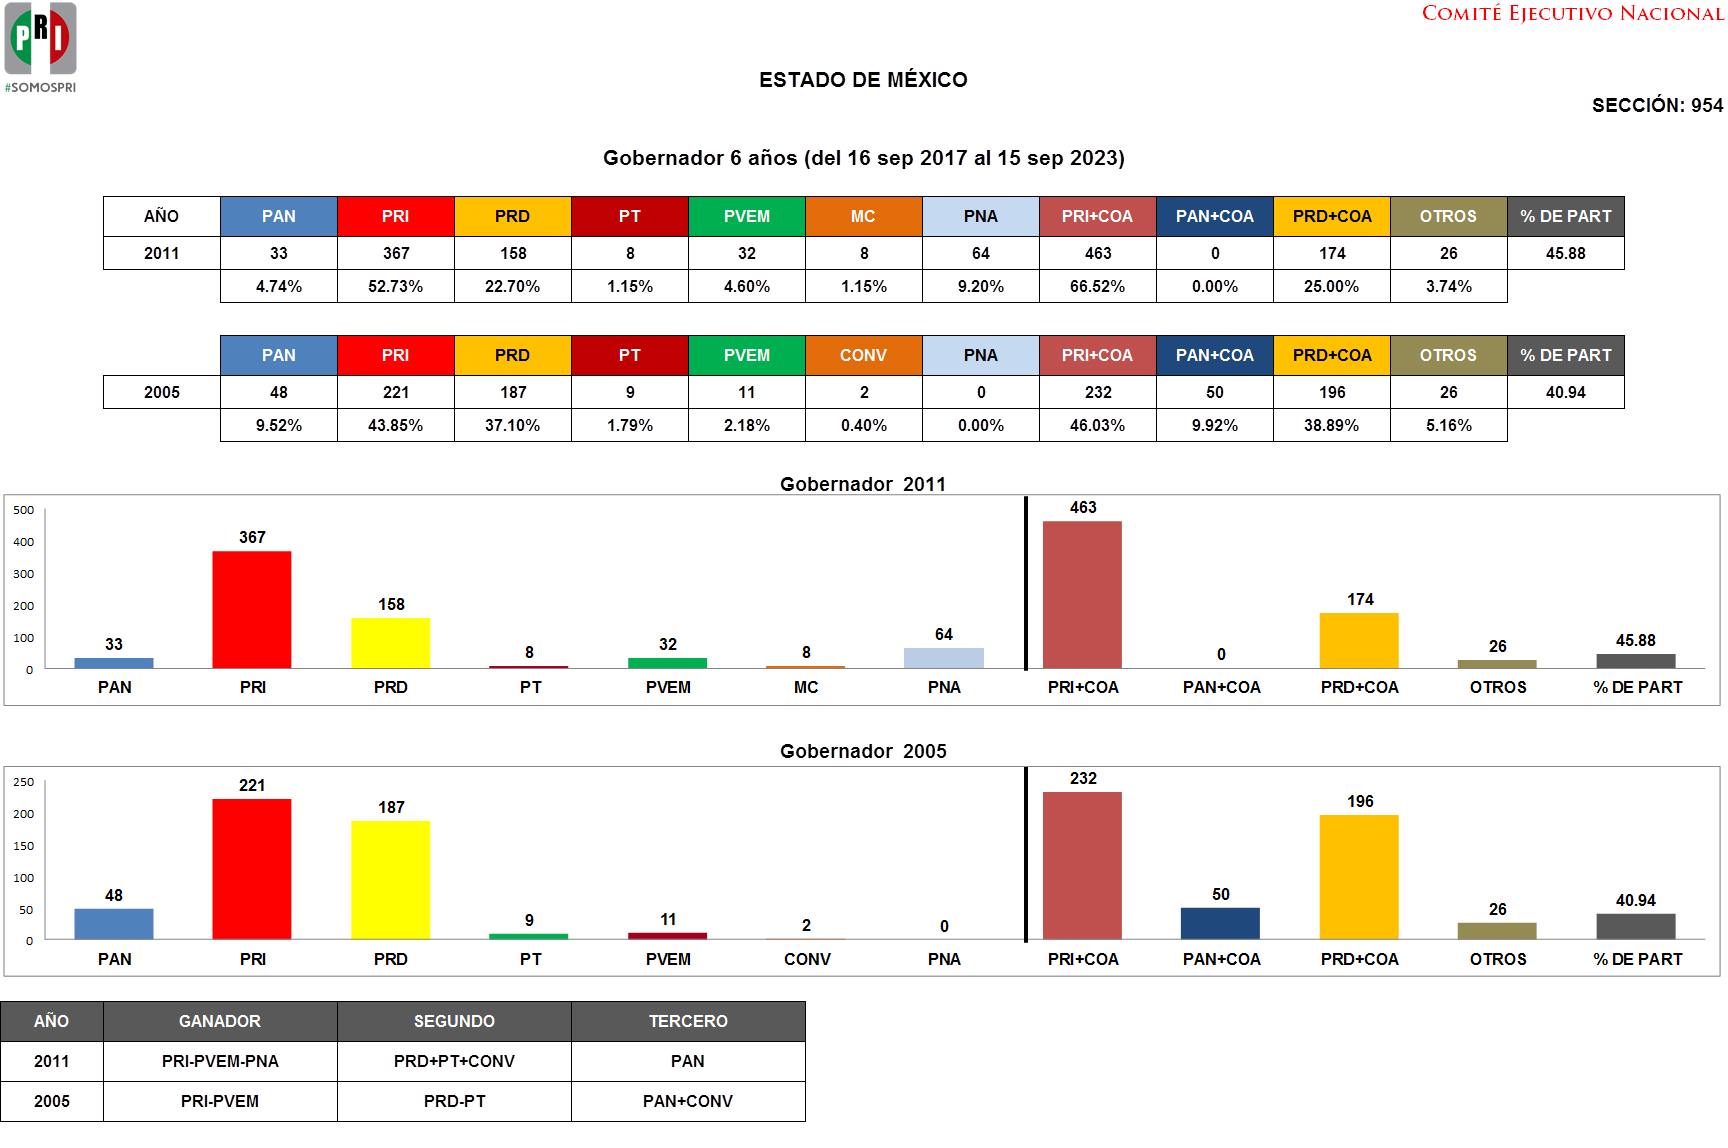 PRI
#SOMOSPRI
COMITÉ EJECUTIVO NACIONAL
ESTADO DE MÉXICO
SECCIÓN: 954
Gobernador 6 años (del 16 sep 2017 al 15 sep 2023)
AÑO PAN PRI PRD PT PVEM MC PNA PRI+COA PAN+COA PRD+COA OTROS % DE PART
2011 33 367 158 8 32 8 64 463 0 174 26 45.88
4.74% 52.73% 22.70% 1.15% 4.60% 1.15% 9.20% 66.52% 0.00% 25.00% 3.74%
PAN PRI PRD PT PVEM CONV PNA PRI+COA PAN+COA PRD+COA OTROS % DE PART
2005 48 221 187 9 11 2 0 232 50 196 26 40.94
9.52% 43.85% 37.10% 1.79% 2.18% 0.40% 0.00% 46.03% 9.92% 38.89% 5.16%
Gobernador 2011
500
400
300
200
100
0
33 367 158 8 32 8 64 463 0 174 26 45.88
PAN PRI PRD PT PVEM MC PNA PRI+COA PAN+COA PRD+COA OTROS % DE PART
Gobernador 2005
250
200
150
100
50
0
48 221 187 9 11 2 0 232 50 196 26 40.94
PAN PRI PRD PT PVEM CONV PNA PRI+COA PAN+COA PRD+COA OTROS % DE PART
AÑO GANADOR SEGUNDO TERCERO
2011 PRI-PVEM-PNA PRD+PT+CONV PAN
2005 PRI-PVEM PRD-PT PAN+CONV